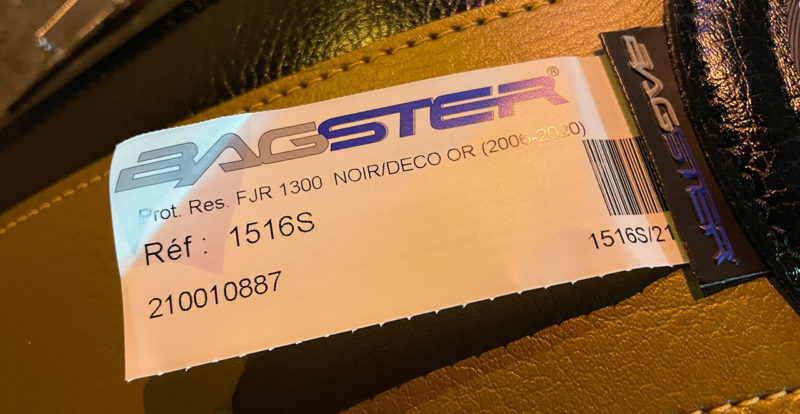 BAGSTER®
Prot. Res. FJR 1300 NOIR/DECO OR (2006-2020)
Réf : 1516S
210010887
1516S/21
BAGSTER